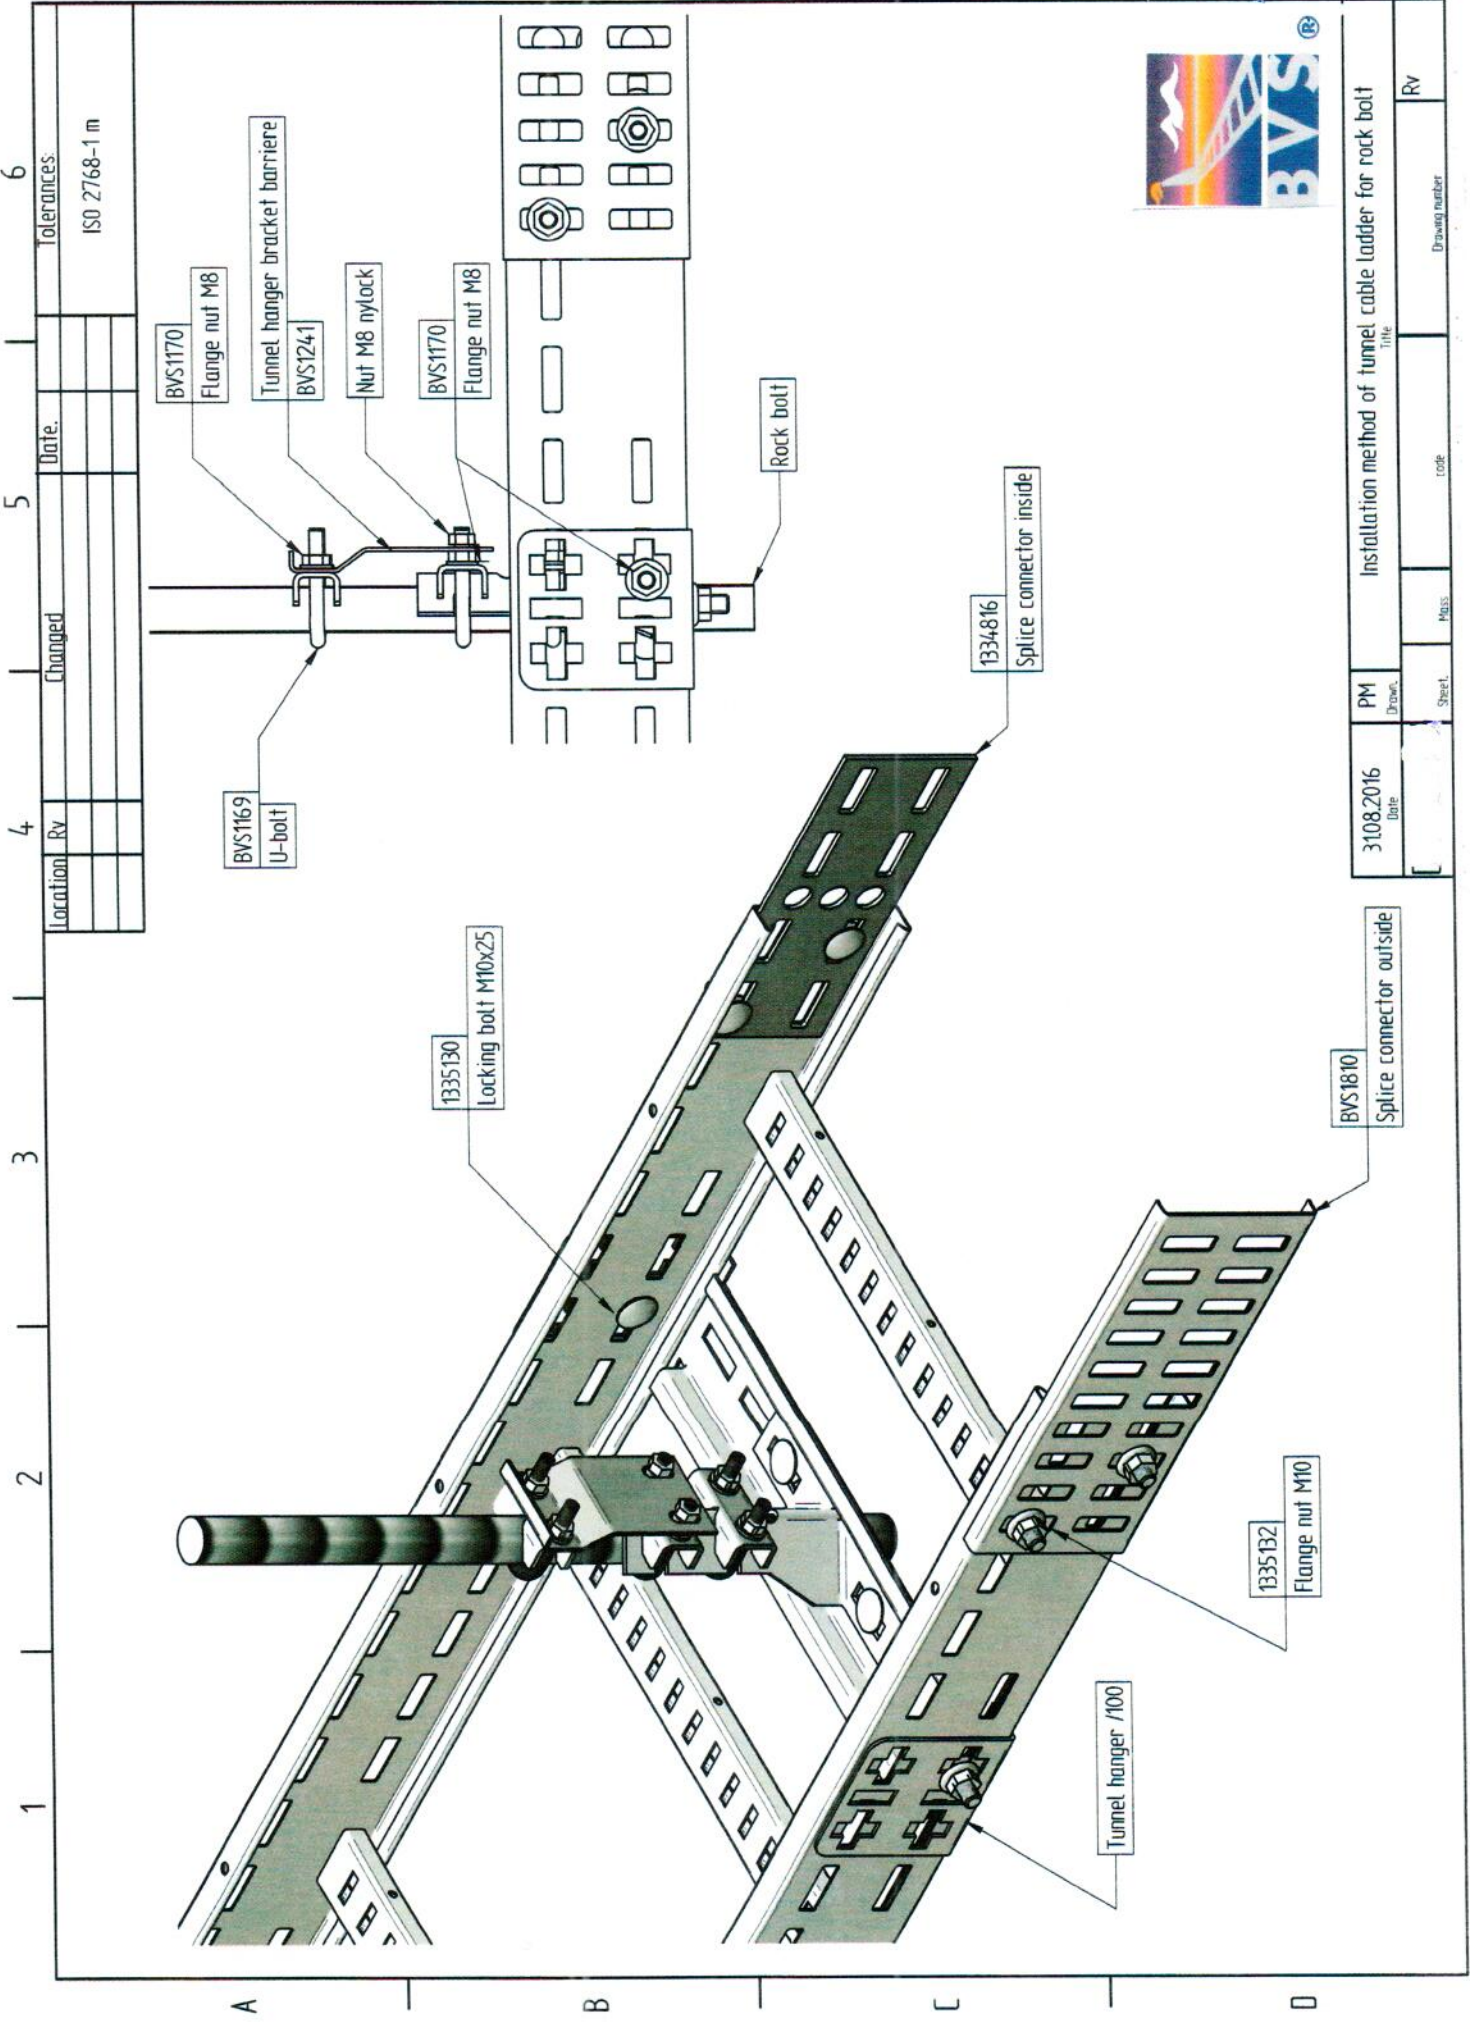 1
2
3
4
5
6
A
B
C
D
Location
Rv
Changed
Date.
Tolerances:
ISO 2768-1 m
BVS1169
U-bolt
BVS1170
Flange nut M8
Tunnel hanger bracket barriere
BVS1241
Nut M8 nylock
BVS1170
Flange nut M8
Rock bolt
1335130
Locking bolt M10x25
1334816
Splice connector inside
BVS1810
Splice connector outside
1335132
Flange nut M10
Tunnel hanger /100
BVS ®
31.08.2016
Date
PM
Drawn.
Installation method of tunnel cable ladder for rock bolt
Title
Sheet.
Mass
code
Drawing number
Rv